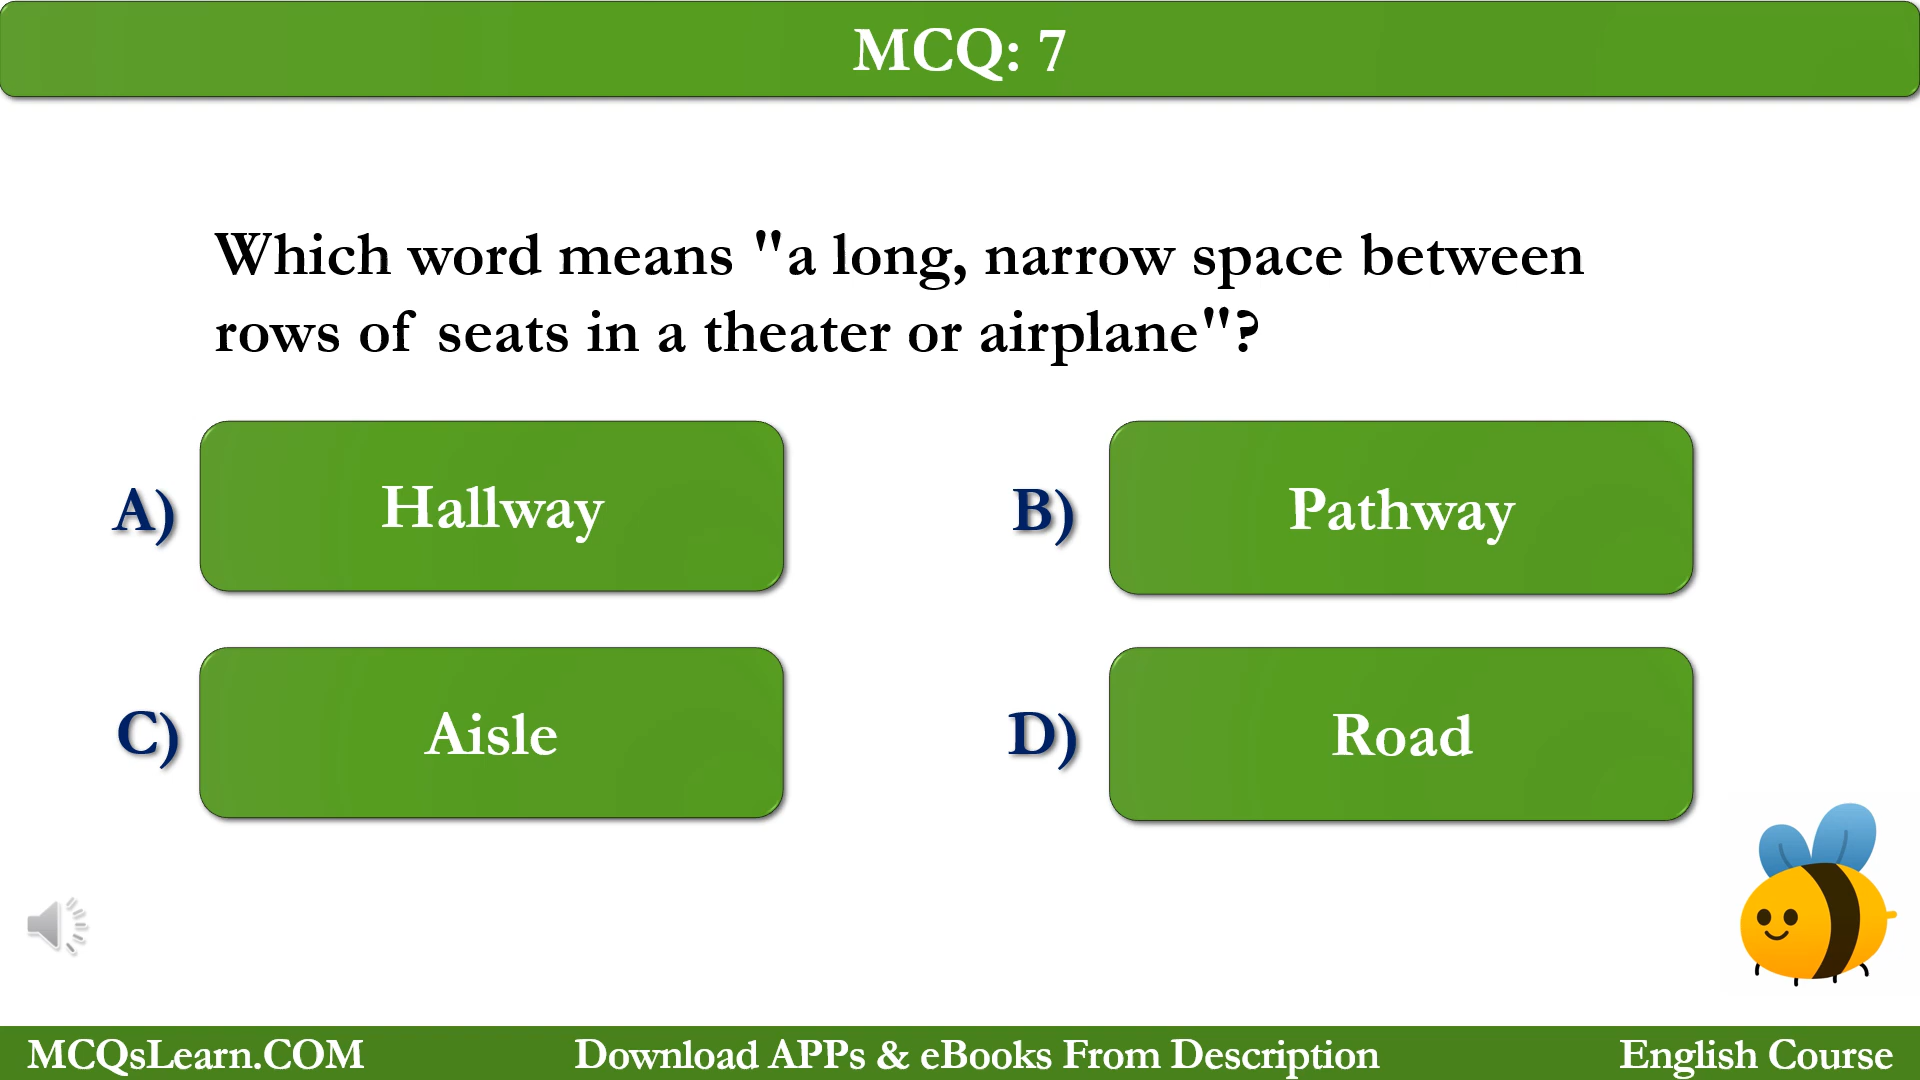 MCQ: 7
Which word means "a long, narrow space between
rows of seats in a theater or airplane"?
A) Hallway
B) Pathway
C) Aisle
D) Road
MCQsLearn.COM Download APPs & eBooks From Description English Course